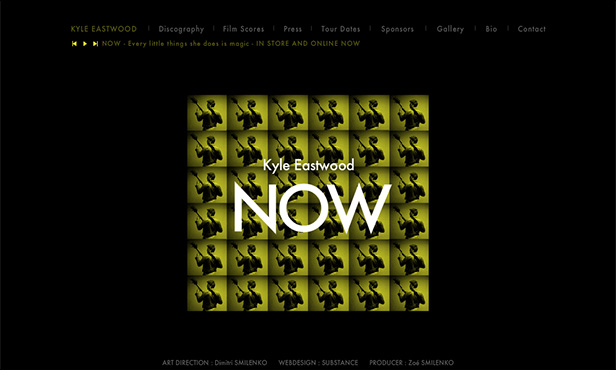 KYLE EASTWOOD | Discography | Film Scores | Press | Tour Dates | Sponsors | Gallery | Bio | Contact
NOW - Every little things she does is magic - IN STORE AND ONLINE NOW
Kyle Eastwood
NOW
ART DIRECTION : Dimitri SMILENKO WEBDESIGN : SUBSTANCE PRODUCER : Zoé SMILENKO